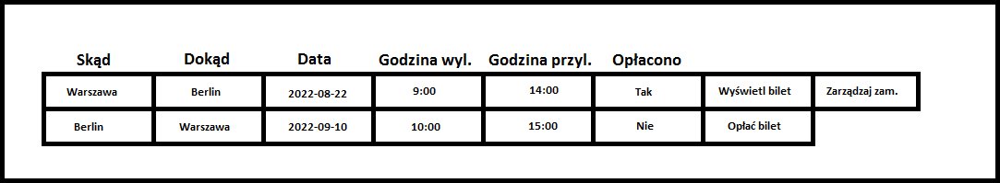 Skąd Dokąd Data Godzina wyl. Godzina przyl. Opłacono
Warszawa Berlin 2022-08-22 9:00 14:00 Tak Wyświetl bilet Zarządzaj zam.
Berlin Warszawa 2022-09-10 10:00 15:00 Nie Opłać bilet